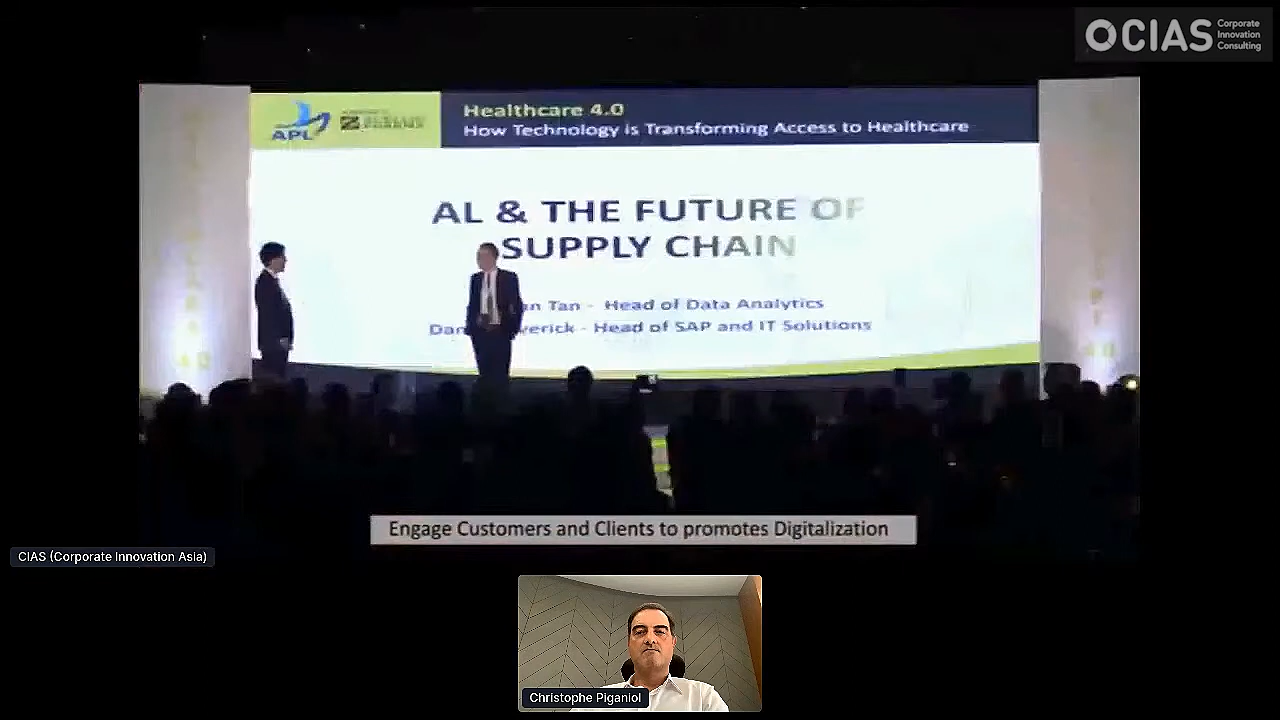 CIAS Corporate
Innovation
Consulting
APL
Healthcare 4.0
How Technology is Transforming Access to Healthcare
AL & THE FUTURE OF
SUPPLY CHAIN
Tan - Head of Data Analytics
- Head of SAP and IT Solutions
Engage Customers and Clients to promotes Digitalization
CIAS (Corporate Innovation Asia)
Christophe Piganiol